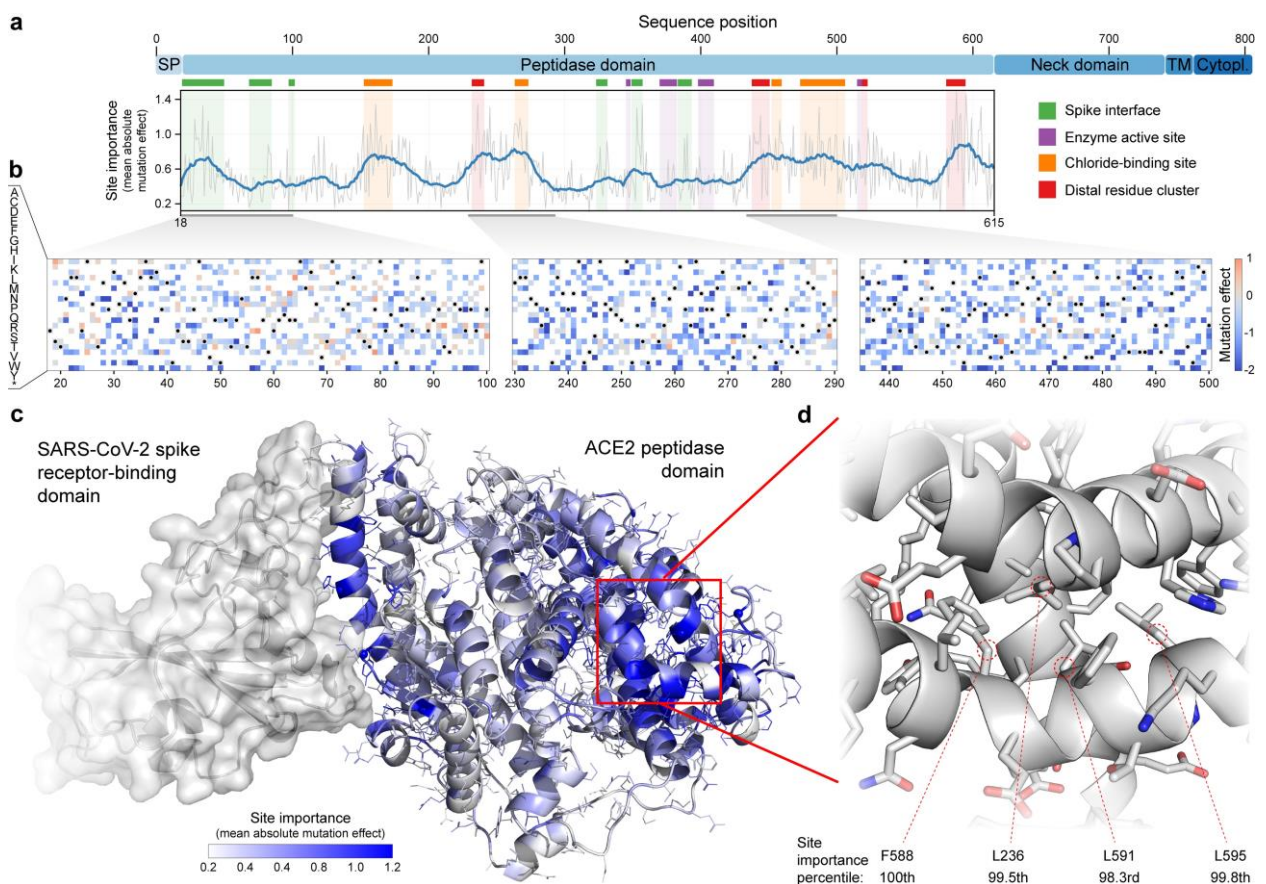 a
Sequence position
0 100 200 300 400 500 600 700 800
SP Peptidase domain Neck domain TM Cytopl.
Site importance
(mean absolute
mutation effect)
1.4
1.0
0.6
0.2
18 615
Spike interface
Enzyme active site
Chloride-binding site
Distal residue cluster
b
A
C
D
E
F
G
H
I
K
L
M
N
P
Q
R
S
T
V
W
Y
*
20 30 40 50 60 70 80 90 100
230 240 250 260 270 280 290
440 450 460 470 480 490 500
Mutation effect
1
0
-1
-2
c
SARS-CoV-2 spike
receptor-binding
domain
ACE2 peptidase
domain
Site importance
(mean absolute mutation effect)
0.2 0.4 0.4 0.8 1.0 1.2
d
Site
importance
percentile:
F588 L236 L591 L595
100th 99.5th 98.3rd 99.8th